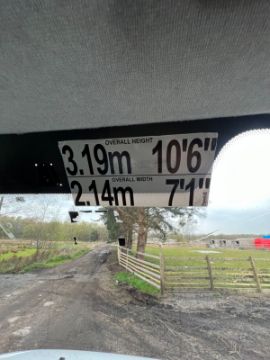 OVERALL HEIGHT
3.19m 10'6"
OVERALL WIDTH
2.14m 7'1"